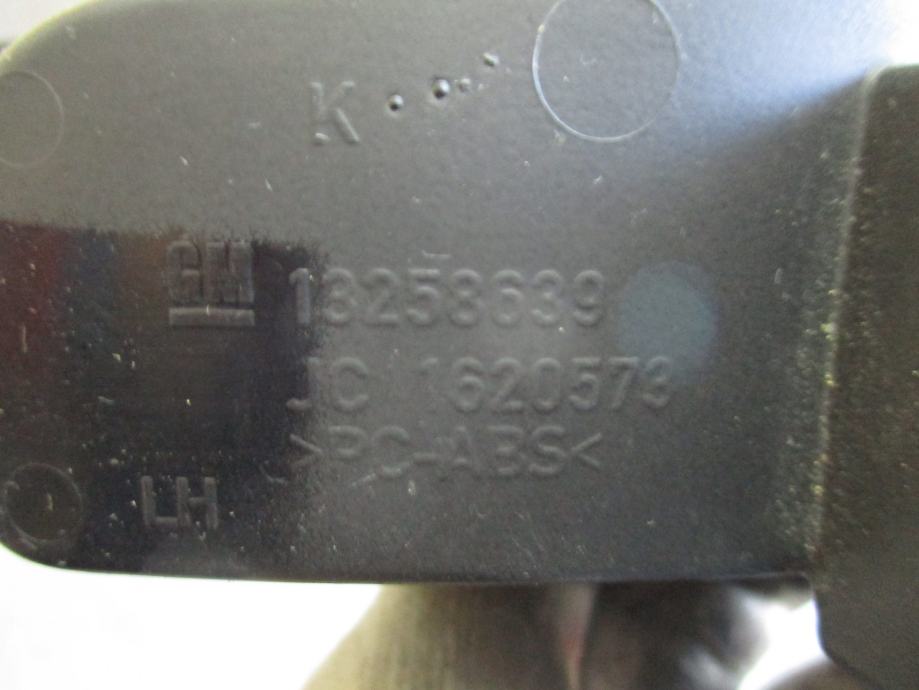 K
GM 13258639
JC 1620573
>PC-ABS<
LH